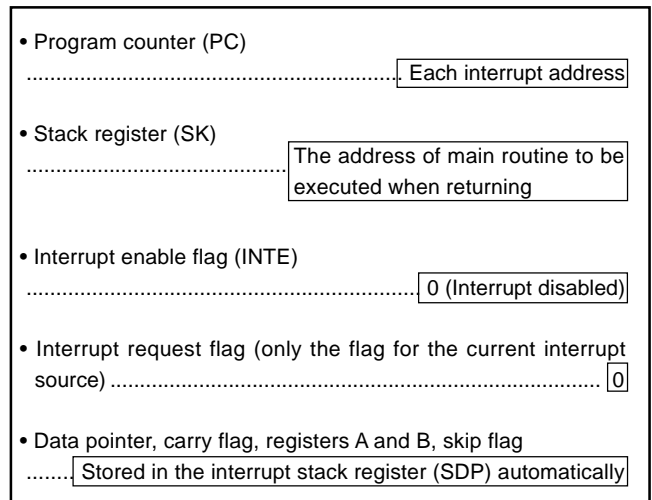 • Program counter (PC)
............................................................... Each interrupt address
• Stack register (SK)
........................................... The address of main routine to be
executed when returning
• Interrupt enable flag (INTE)
.................................................................. 0 (Interrupt disabled)
• Interrupt request flag (only the flag for the current interrupt
source) .................................................................................. 0
• Data pointer, carry flag, registers A and B, skip flag
........ Stored in the interrupt stack register (SDP) automatically